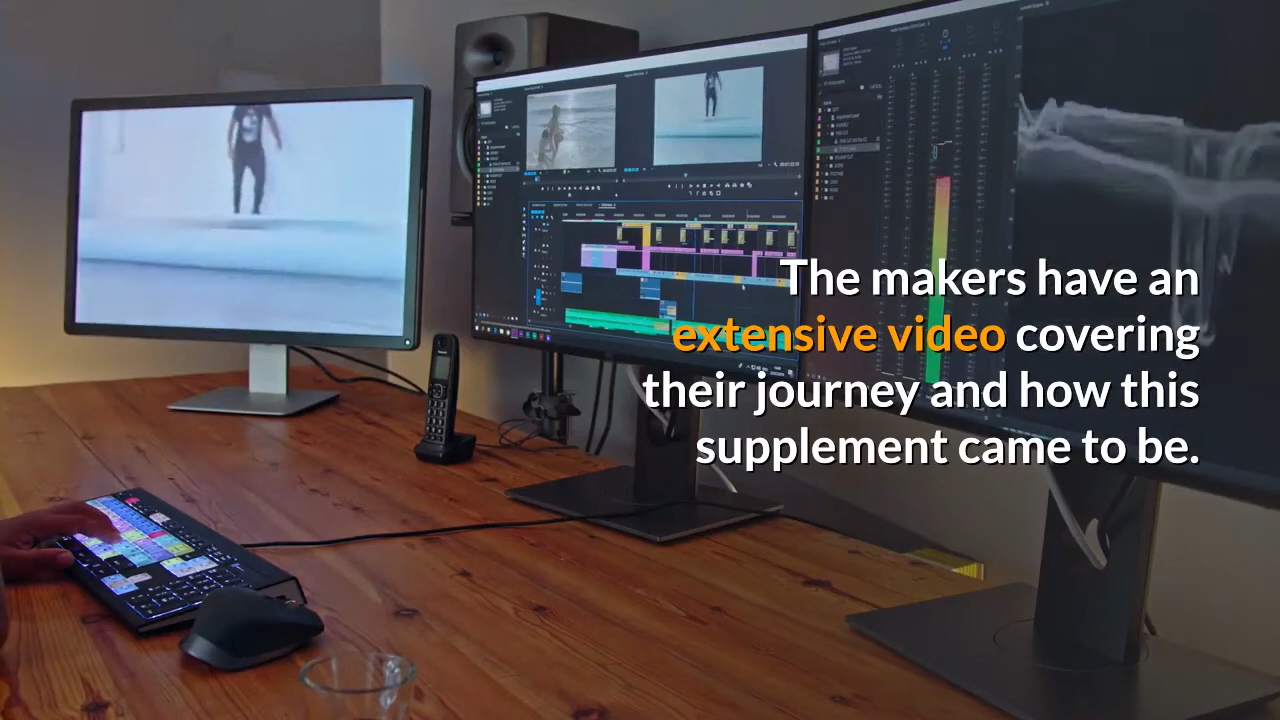 The makers have an
extensive video covering
their journey and how this
supplement came to be.